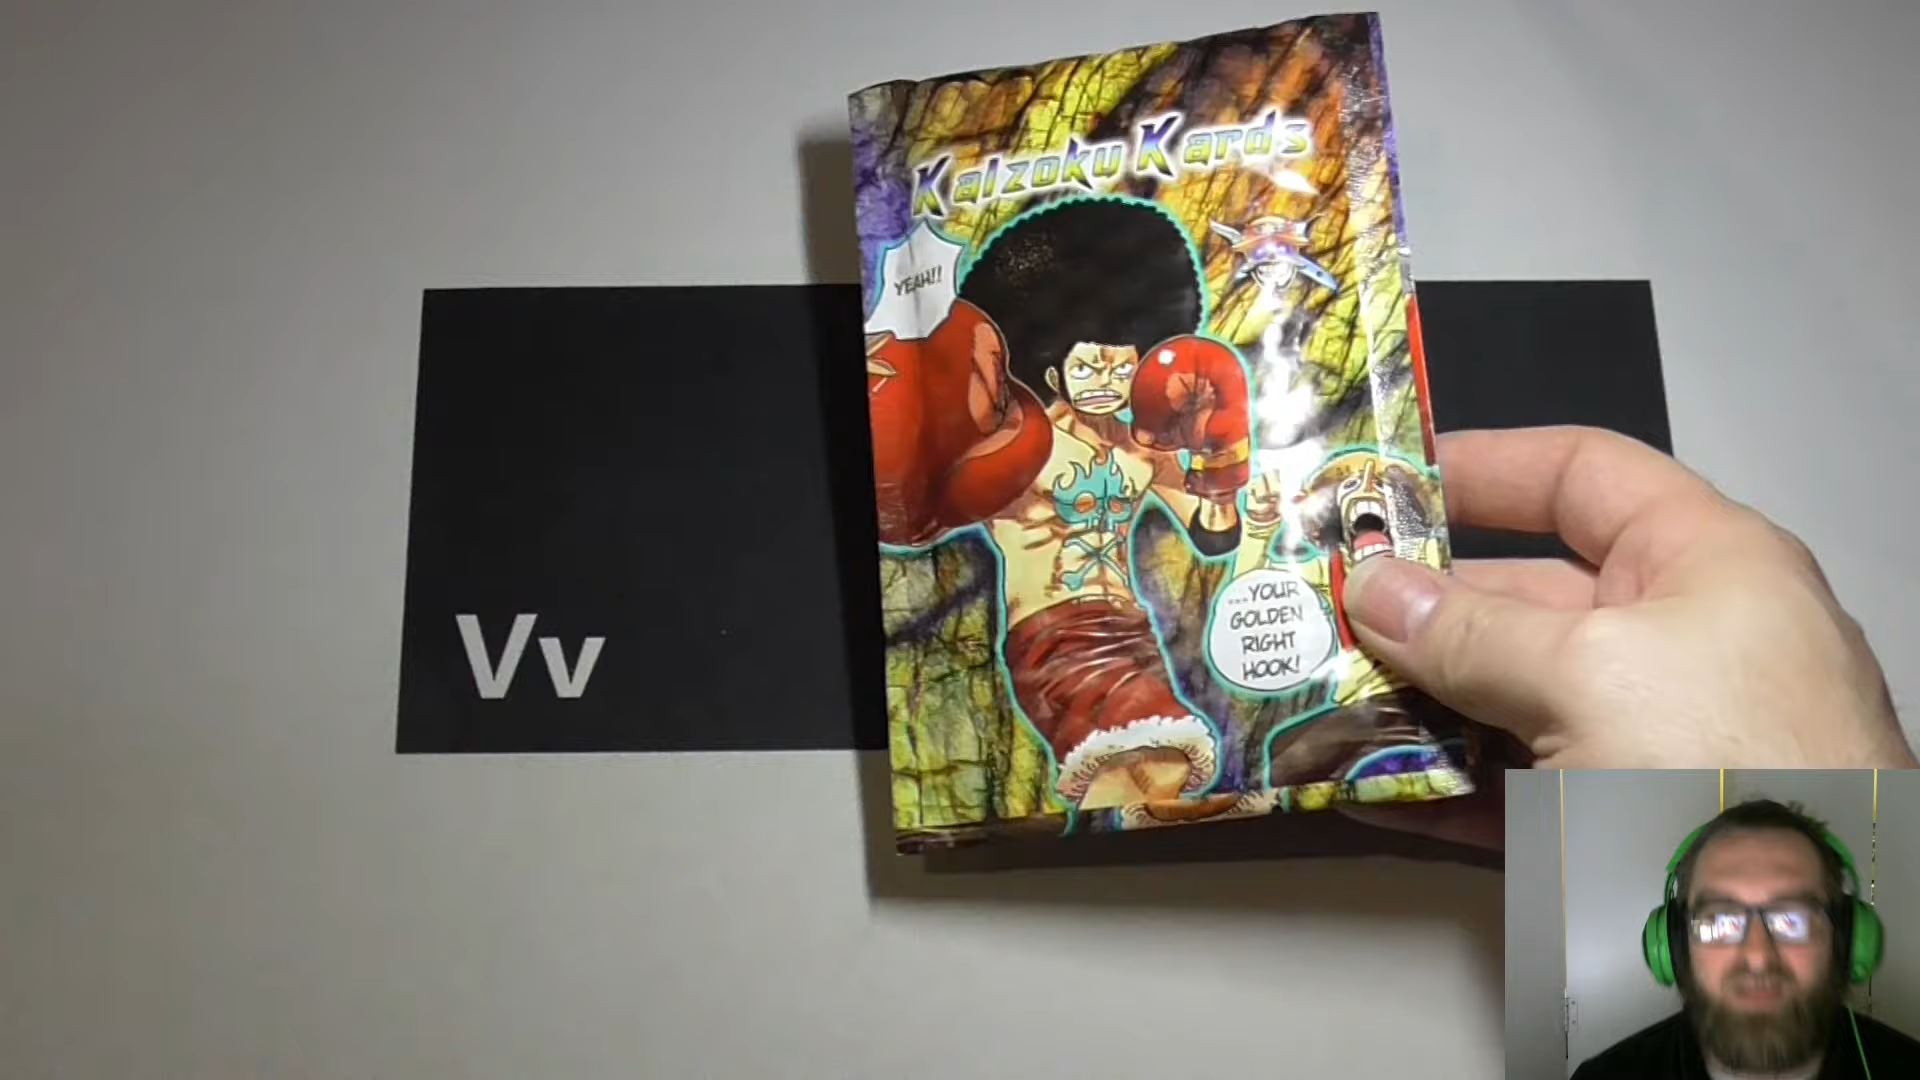 Kaizoku Kards
YEAH!!
...YOUR
GOLDEN
RIGHT
HOOK!
Vv